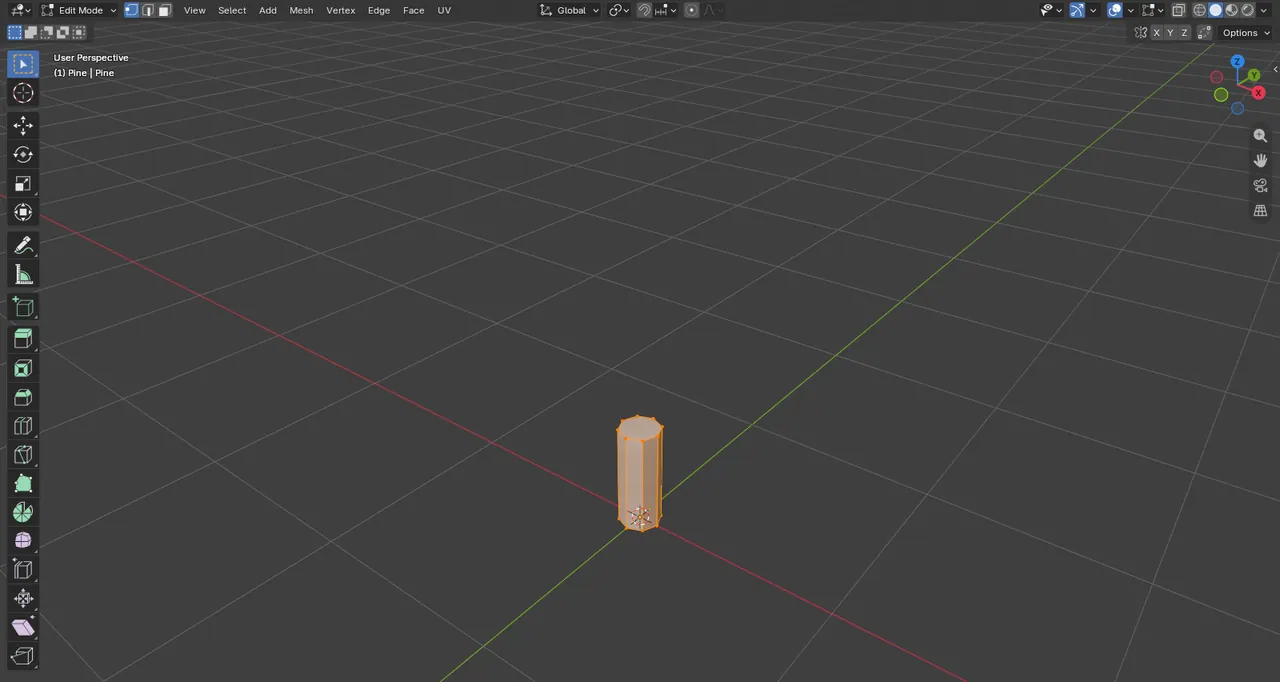 Edit Mode View Select Add Mesh Vertex Edge Face UV Global
X Y Z Options
User Perspective
(1) Pine | Pine
Z
Y
X